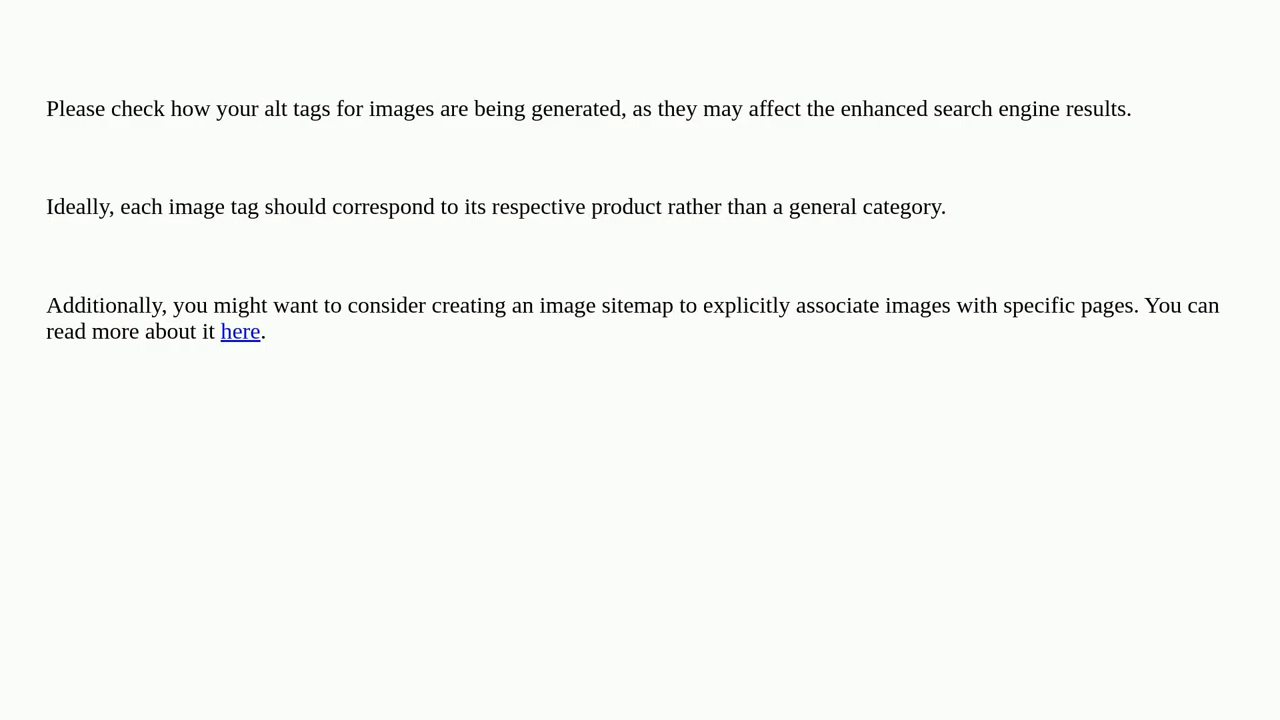 Please check how your alt tags for images are being generated, as they may affect the enhanced search engine results.
Ideally, each image tag should correspond to its respective product rather than a general category.
Additionally, you might want to consider creating an image sitemap to explicitly associate images with specific pages. You can
read more about it here.